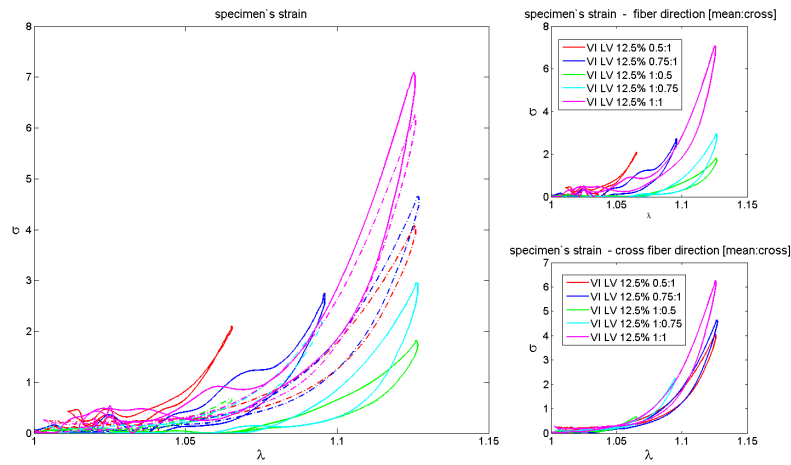 specimen`s strain
8
7
6
5
4
3
2
1
0
1
1.05
1.1
1.15
σ
λ
specimen`s strain - fiber direction [mean:cross]
VI LV 12.5% 0.5:1
VI LV 12.5% 0.75:1
VI LV 12.5% 1:0.5
VI LV 12.5% 1:0.75
VI LV 12.5% 1:1
8
6
4
2
0
1
1.05
1.1
1.15
σ
λ
specimen`s strain - cross fiber direction [mean:cross]
VI LV 12.5% 0.5:1
VI LV 12.5% 0.75:1
VI LV 12.5% 1:0.5
VI LV 12.5% 1:0.75
VI LV 12.5% 1:1
7
6
5
4
3
2
1
0
1
1.05
1.1
1.15
σ
λ